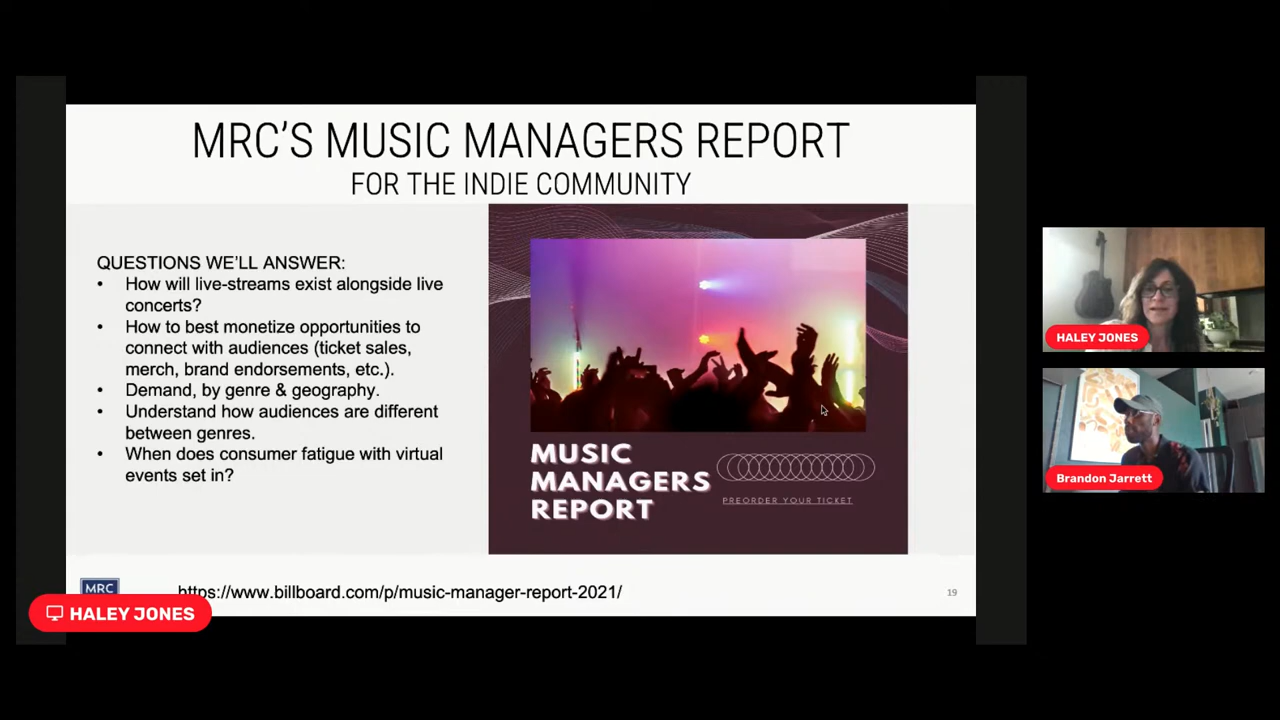 MRC'S MUSIC MANAGERS REPORT
FOR THE INDIE COMMUNITY
QUESTIONS WE'LL ANSWER:
• How will live-streams exist alongside live
concerts?
• How to best monetize opportunities to
connect with audiences (ticket sales,
merch, brand endorsements, etc.).
• Demand, by genre & geography.
• Understand how audiences are different
between genres.
• When does consumer fatigue with virtual
events set in?
MUSIC
MANAGERS
REPORT
PREORDER YOUR TICKET
MRC
https://www.billboard.com/p/music-manager-report-2021/
19
HALEY JONES
HALEY JONES
Brandon Jarrett